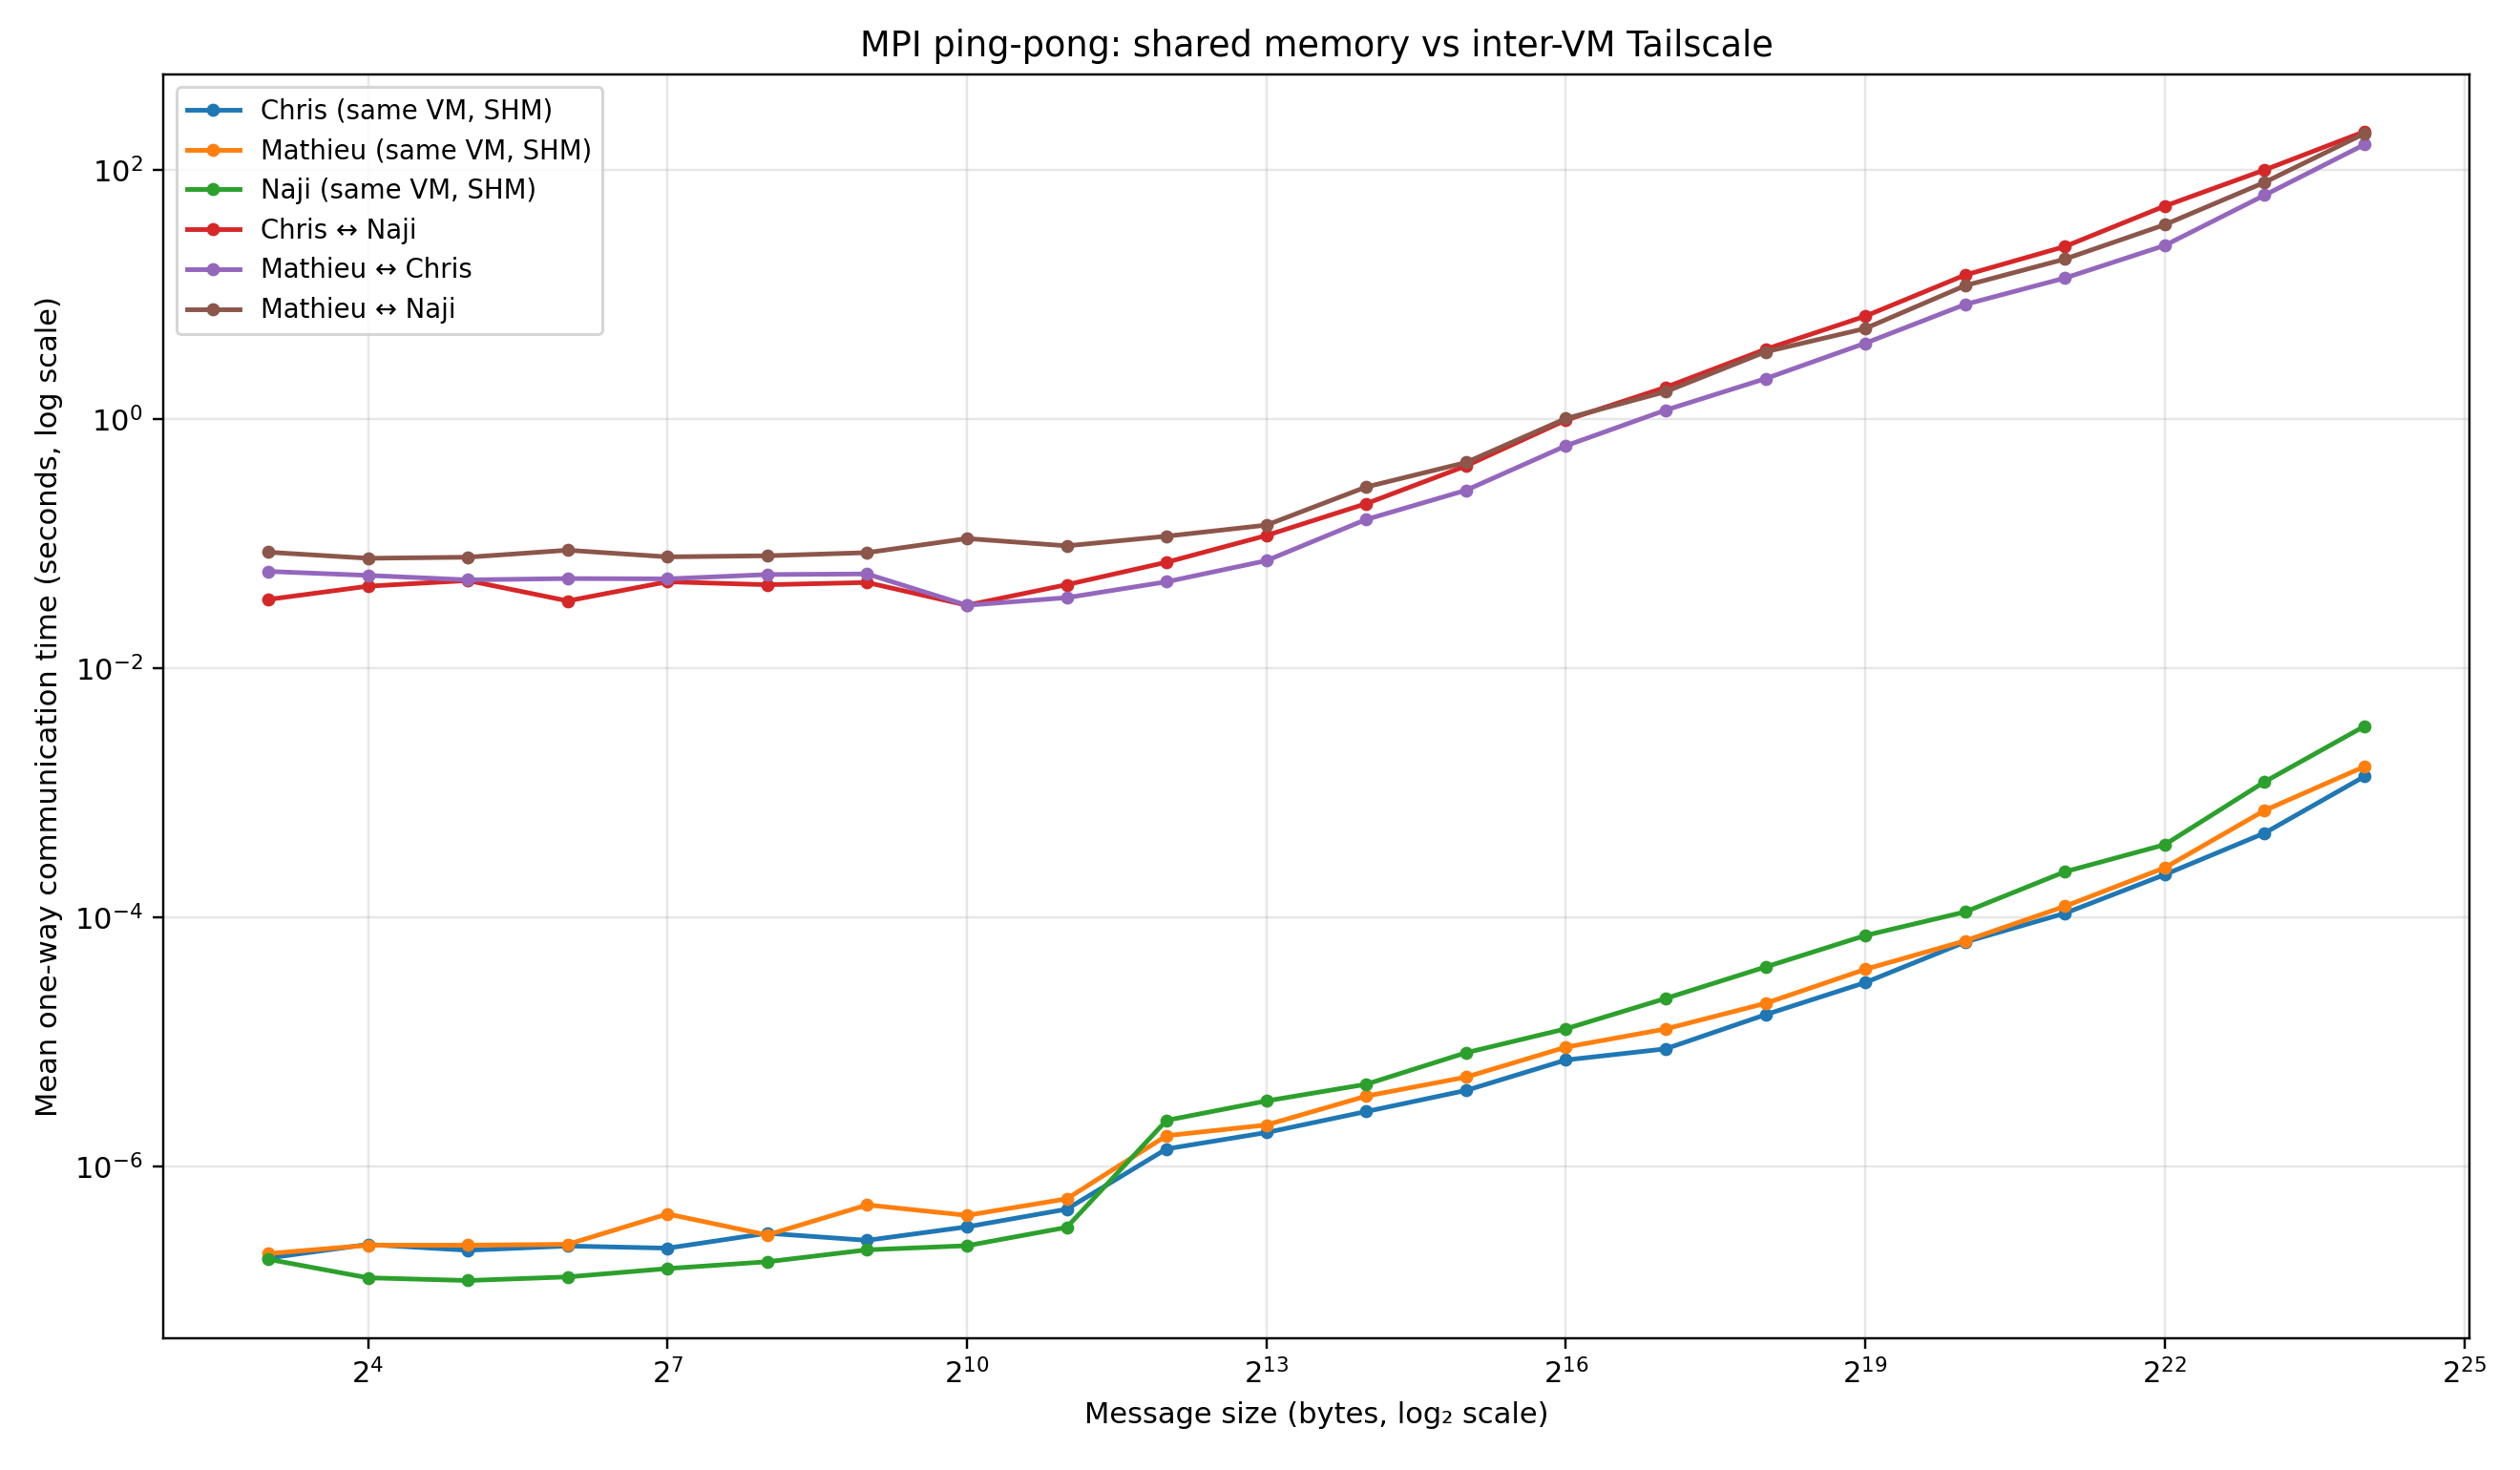 MPI ping-pong: shared memory vs inter-VM Tailscale
Chris (same VM, SHM)
Mathieu (same VM, SHM)
Naji (same VM, SHM)
Chris ↔ Naji
Mathieu ↔ Chris
Mathieu ↔ Naji
Mean one-way communication time (seconds, log scale)
10²
10⁰
10⁻²
10⁻⁴
10⁻⁶
2⁴ 2⁷ 2¹⁰ 2¹³ 2¹⁶ 2¹⁹ 2²² 2²⁵
Message size (bytes, log₂ scale)